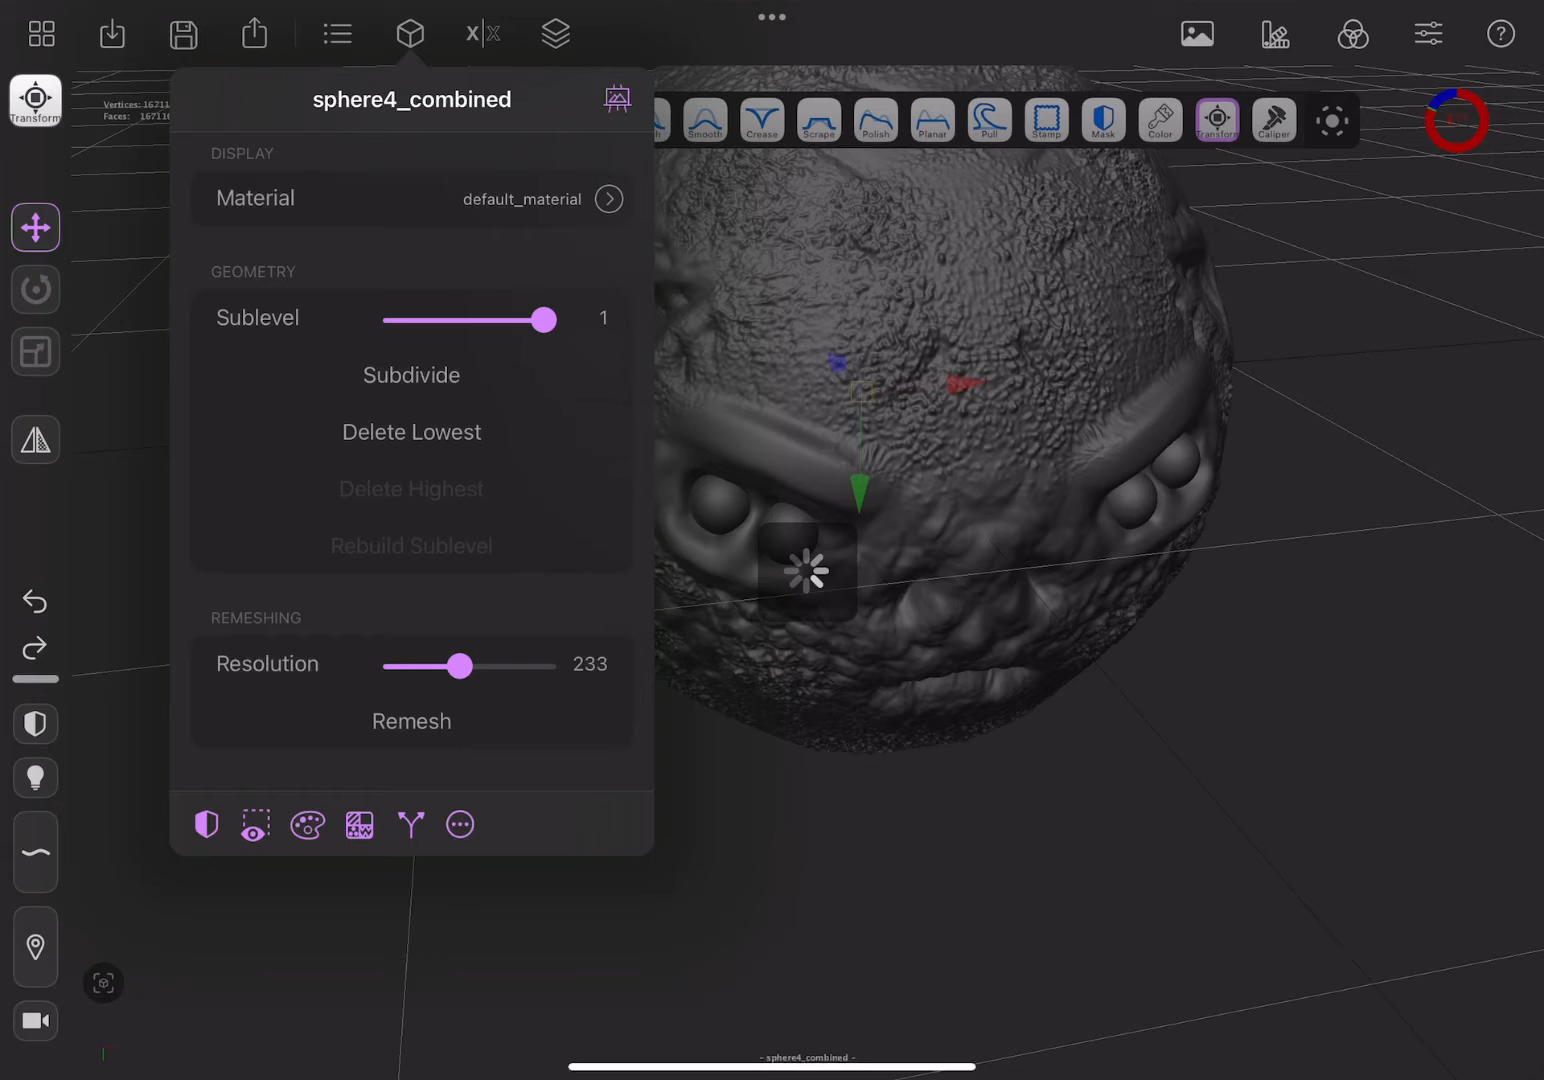 sphere4_combined
Transform
Vertices: 16711
Faces: 16711
DISPLAY
Material default_material
GEOMETRY
Sublevel 1
Subdivide
Delete Lowest
Delete Highest
Rebuild Sublevel
REMESHING
Resolution 233
Remesh
Smooth
Crease
Scrape
Polish
Planar
Pull
Stamp
Mask
Color
Transform
Caliper
- sphere4_combined -